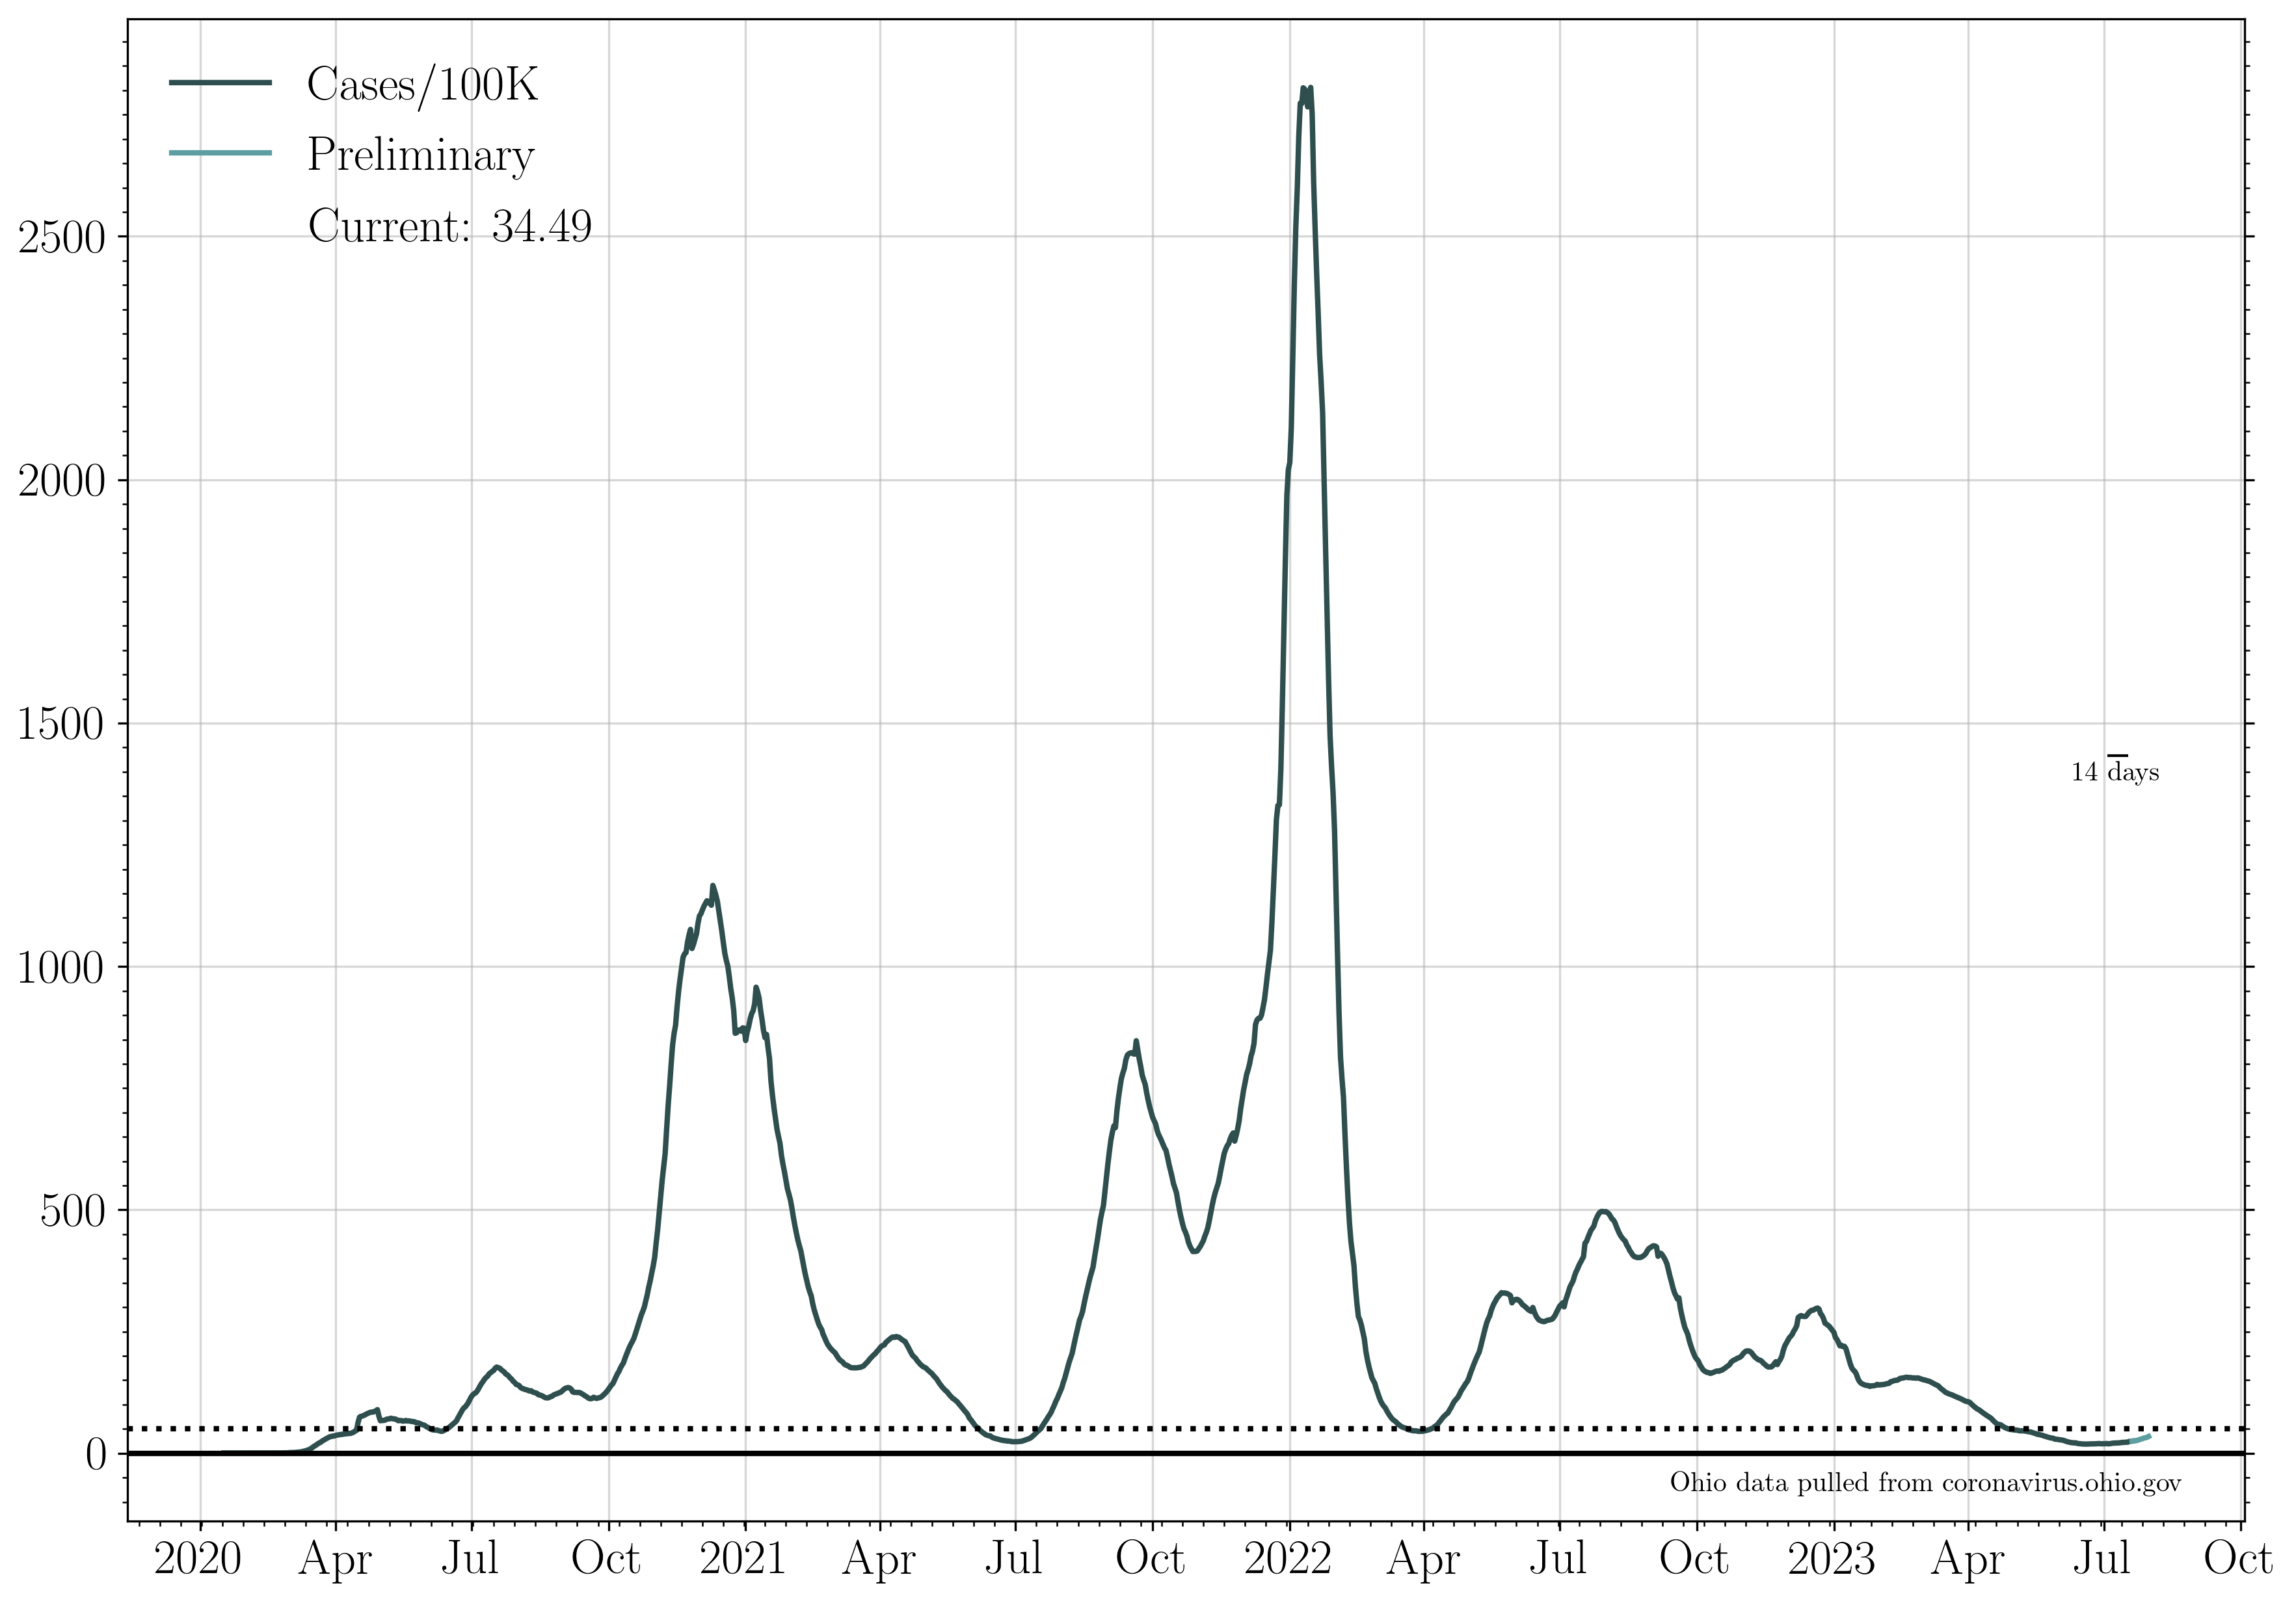 Cases/100K
Preliminary
Current: 34.49
2500
2000
1500
14 days
1000
500
0
Ohio data pulled from coronavirus.ohio.gov
2020 Apr Jul Oct 2021 Apr Jul Oct 2022 Apr Jul Oct 2023 Apr Jul Oct